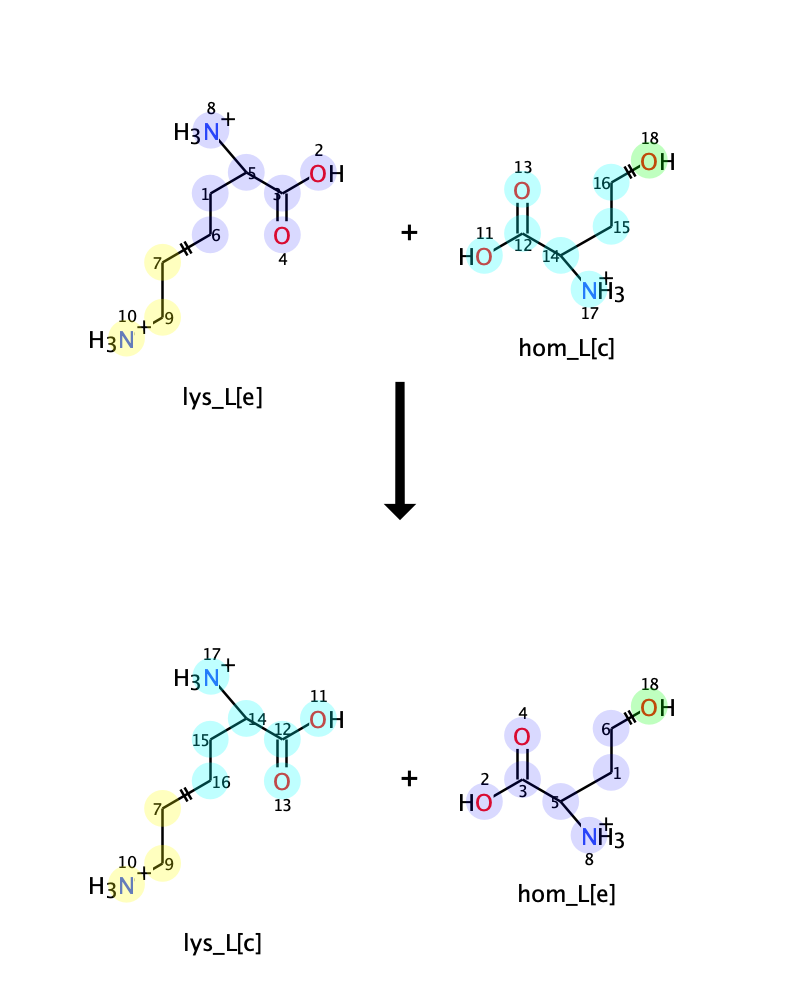 8
H3N+
2
5
OH
1
3
6
O
4
7
10
H3N+
9
lys_L[e]
+
18
OH
13
O
16
11
HO
12
14
15
NH3+
17
hom_L[c]
17
H3N+
11
14
12
OH
15
16
O
13
7
10
H3N+
9
lys_L[c]
+
18
OH
4
O
6
2
HO
3
5
1
NH3+
8
hom_L[e]